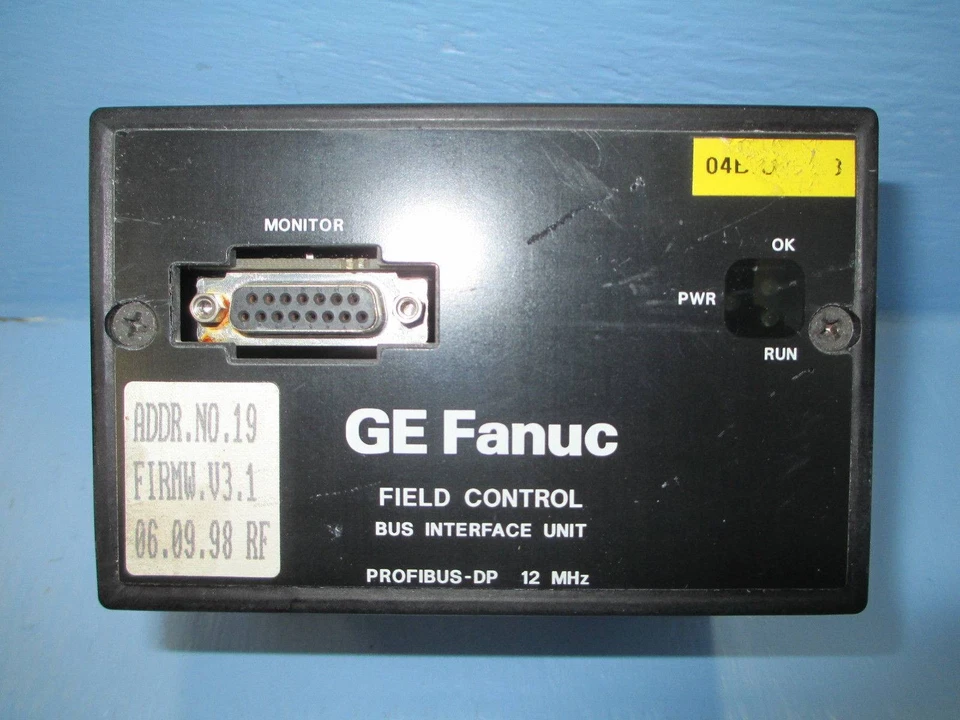 MONITOR
OK
PWR
RUN
ADDR.NO.19
FIRMW.V3.1
06.09.98 RF
GE Fanuc
FIELD CONTROL
BUS INTERFACE UNIT
PROFIBUS-DP 12 MHz